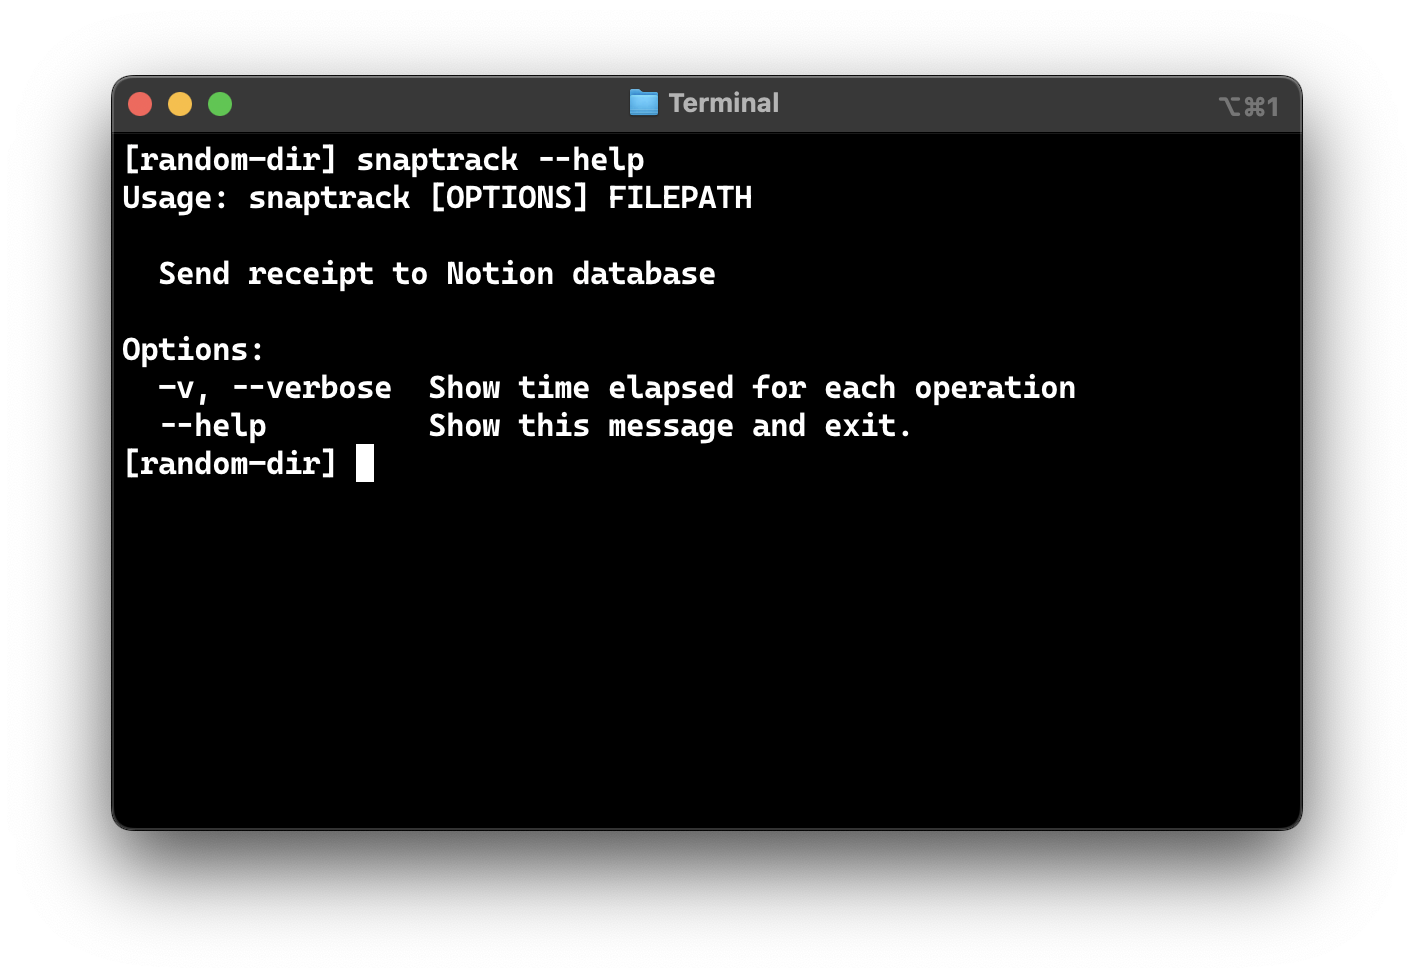 Terminal
⌥⌘1
[random-dir] snaptrack --help
Usage: snaptrack [OPTIONS] FILEPATH

  Send receipt to Notion database

Options:
  -v, --verbose  Show time elapsed for each operation
  --help         Show this message and exit.
[random-dir]